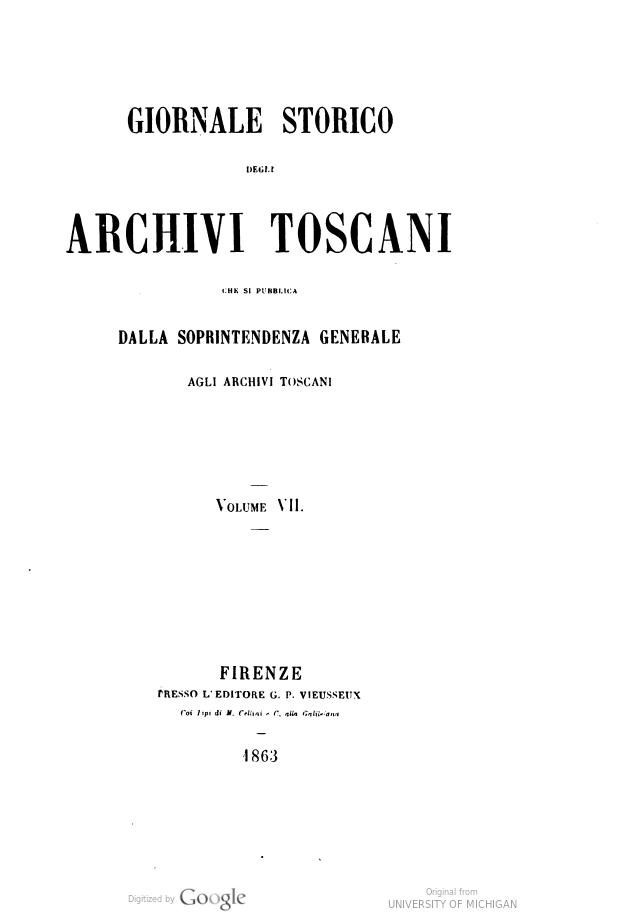 GIORNALE STORICO
DEGLI
ARCHIVI TOSCANI
CHE SI PUBBLICA
DALLA SOPRINTENDENZA GENERALE
AGLI ARCHIVI TOSCANI
VOLUME VII.
FIRENZE
PRESSO L'EDITORE G. P. VIEUSSEUX
Coi tipi di M. Cellini e C. alla Galileiana
1863
Digitized by Google
Original from
UNIVERSITY OF MICHIGAN